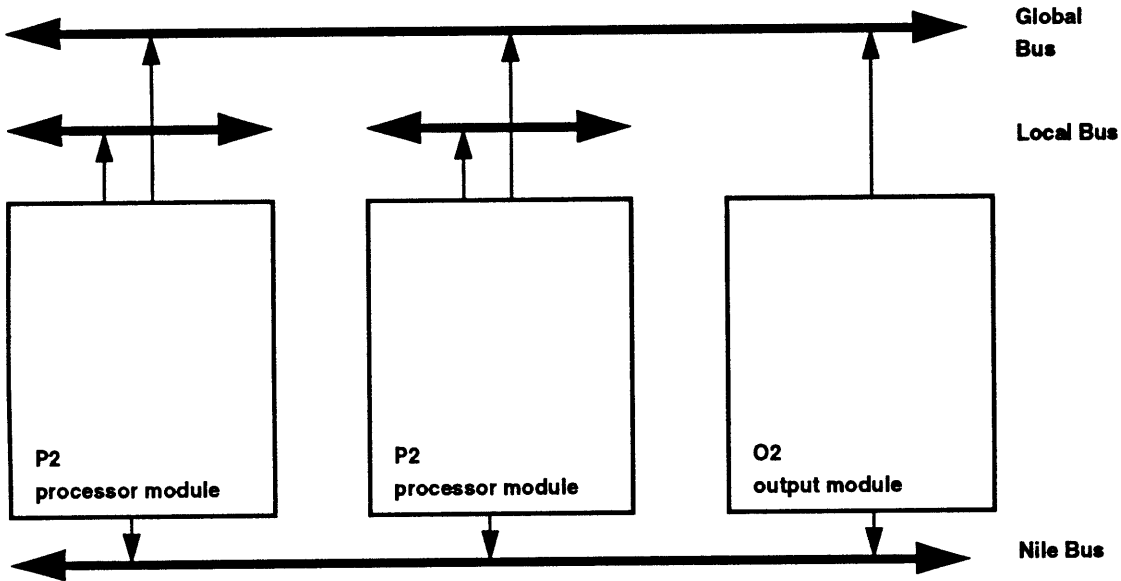 Global
Bus
Local Bus
P2
processor module
P2
processor module
O2
output module
Nile Bus